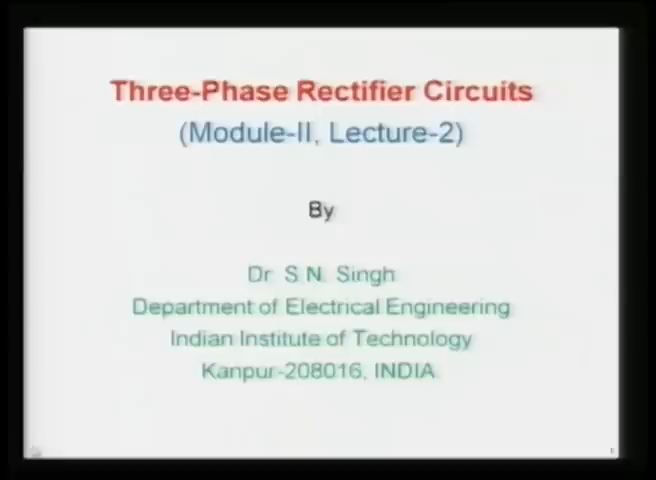 Three-Phase Rectifier Circuits
(Module-II, Lecture-2)
By
Dr S.N. Singh
Department of Electrical Engineering
Indian Institute of Technology
Kanpur-208016, INDIA